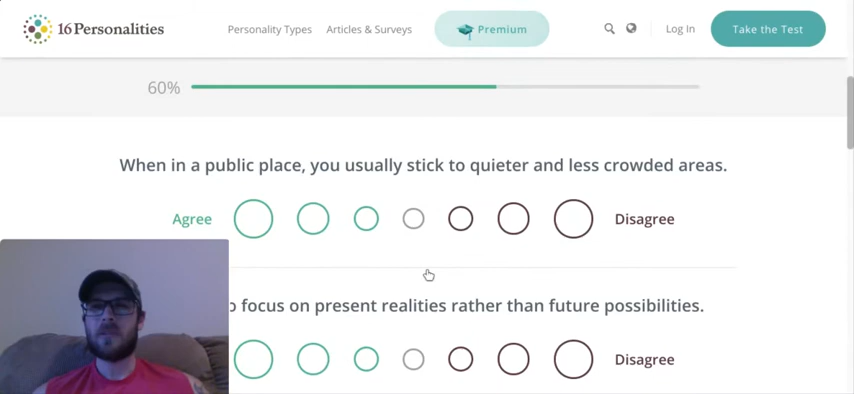 16Personalities
Personality Types Articles & Surveys Premium Log In Take the Test
60%
When in a public place, you usually stick to quieter and less crowded areas.
Agree Disagree
focus on present realities rather than future possibilities.
Disagree